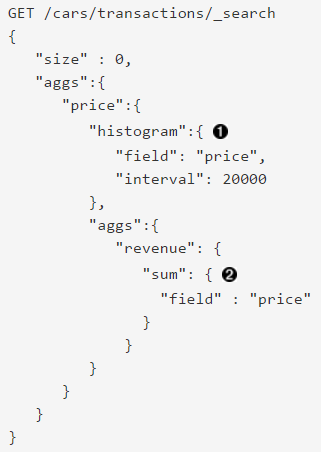 GET /cars/transactions/_search
{
   "size" : 0,
   "aggs":{
      "price":{
         "histogram":{ ❶
            "field": "price",
            "interval": 20000
         },
         "aggs":{
            "revenue": {
               "sum": { ❷
                 "field" : "price"
               }
             }
         }
      }
   }
}